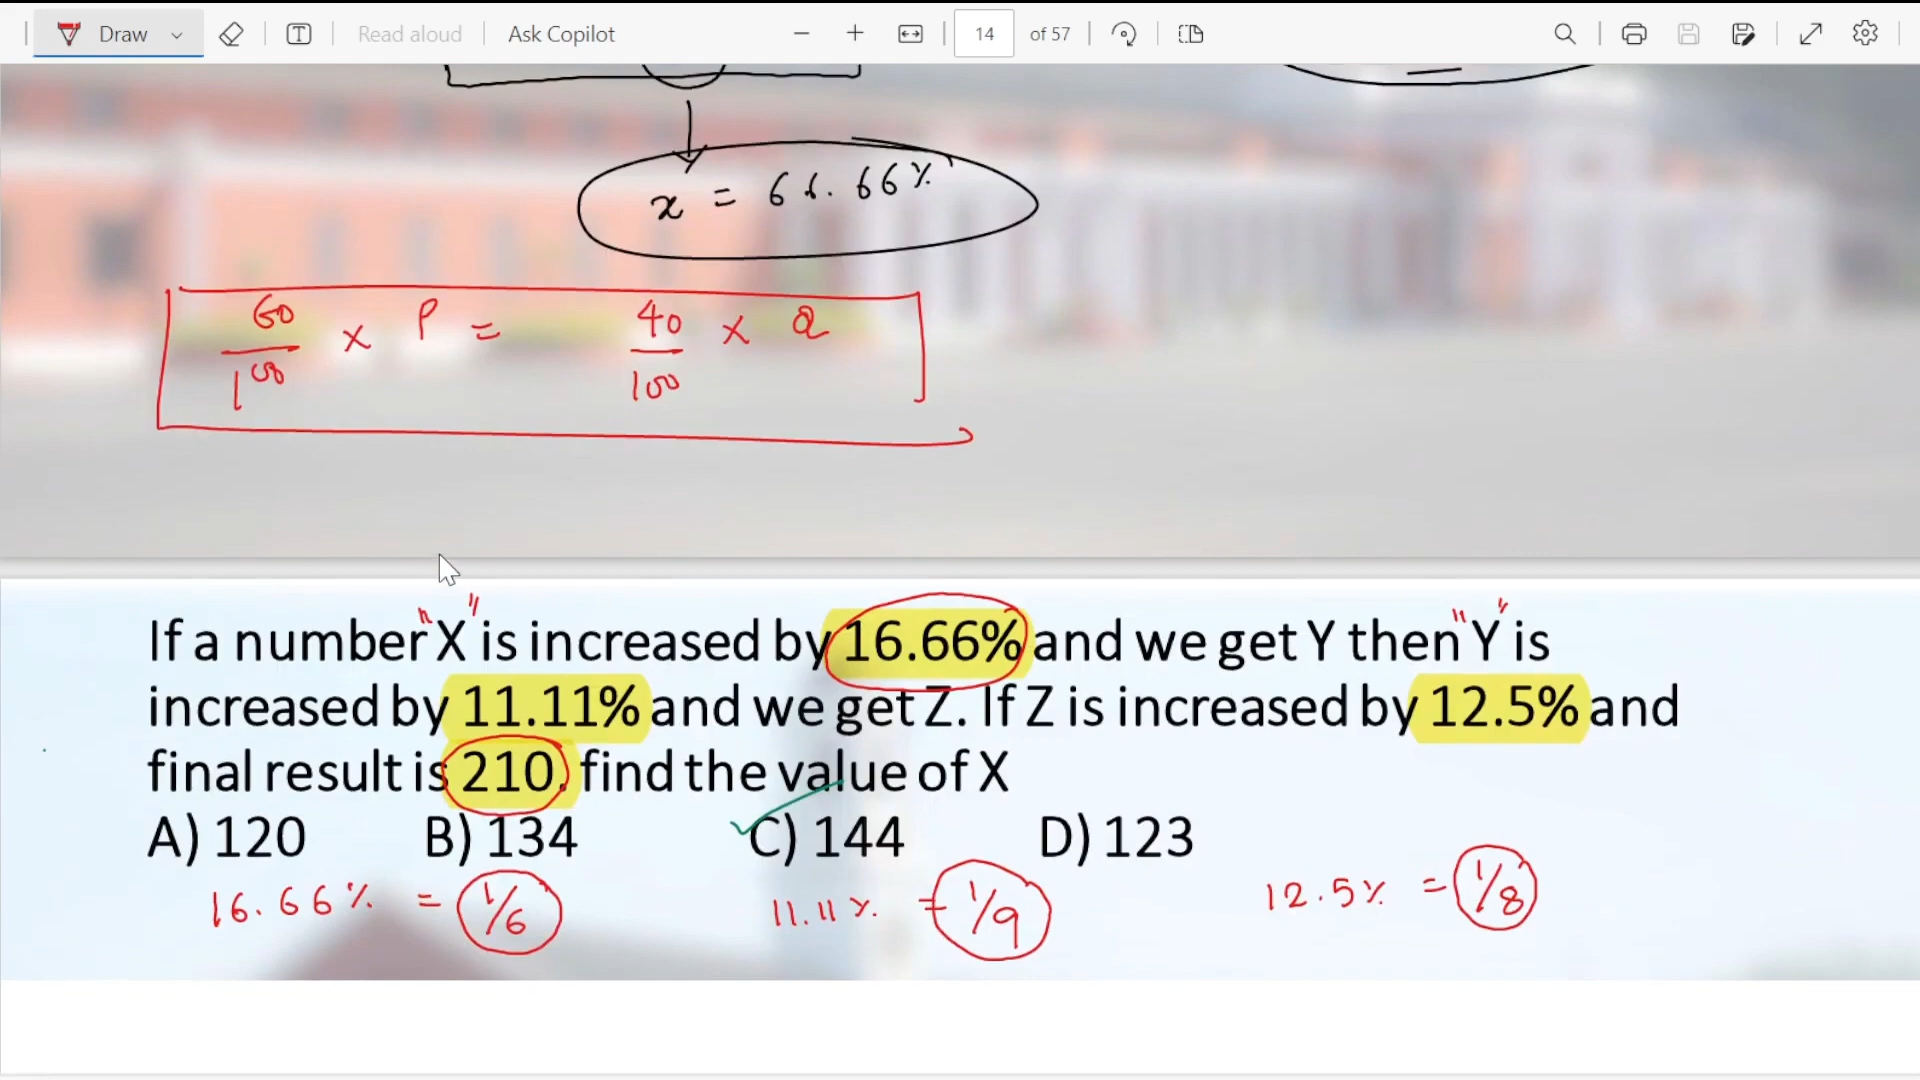 Draw Read aloud Ask Copilot 14 of 57
x = 66.66%
60/100 × P = 40/100 × Q
If a number "X" is increased by 16.66% and we get Y then "Y" is
increased by 11.11% and we get Z. If Z is increased by 12.5% and
final result is 210, find the value of X
A) 120 B) 134 C) 144 D) 123
16.66% = 1/6 11.11% = 1/9 12.5% = 1/8